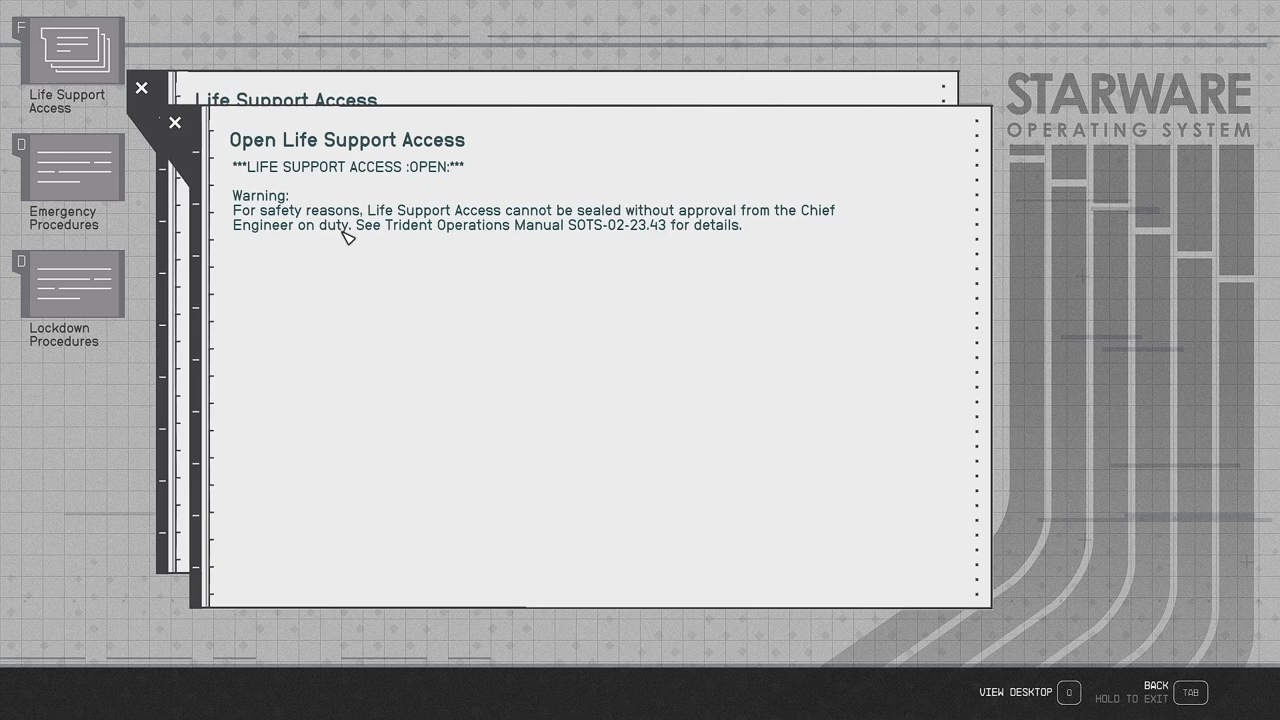 F
Life Support
Access
D
Emergency
Procedures
D
Lockdown
Procedures
Life Support Access
Open Life Support Access
***LIFE SUPPORT ACCESS :OPEN:***
Warning:
For safety reasons, Life Support Access cannot be sealed without approval from the Chief
Engineer on duty. See Trident Operations Manual SOTS-02-23.43 for details.
STARWARE
OPERATING SYSTEM
VIEW DESKTOP Q
BACK
HOLD TO EXIT TAB